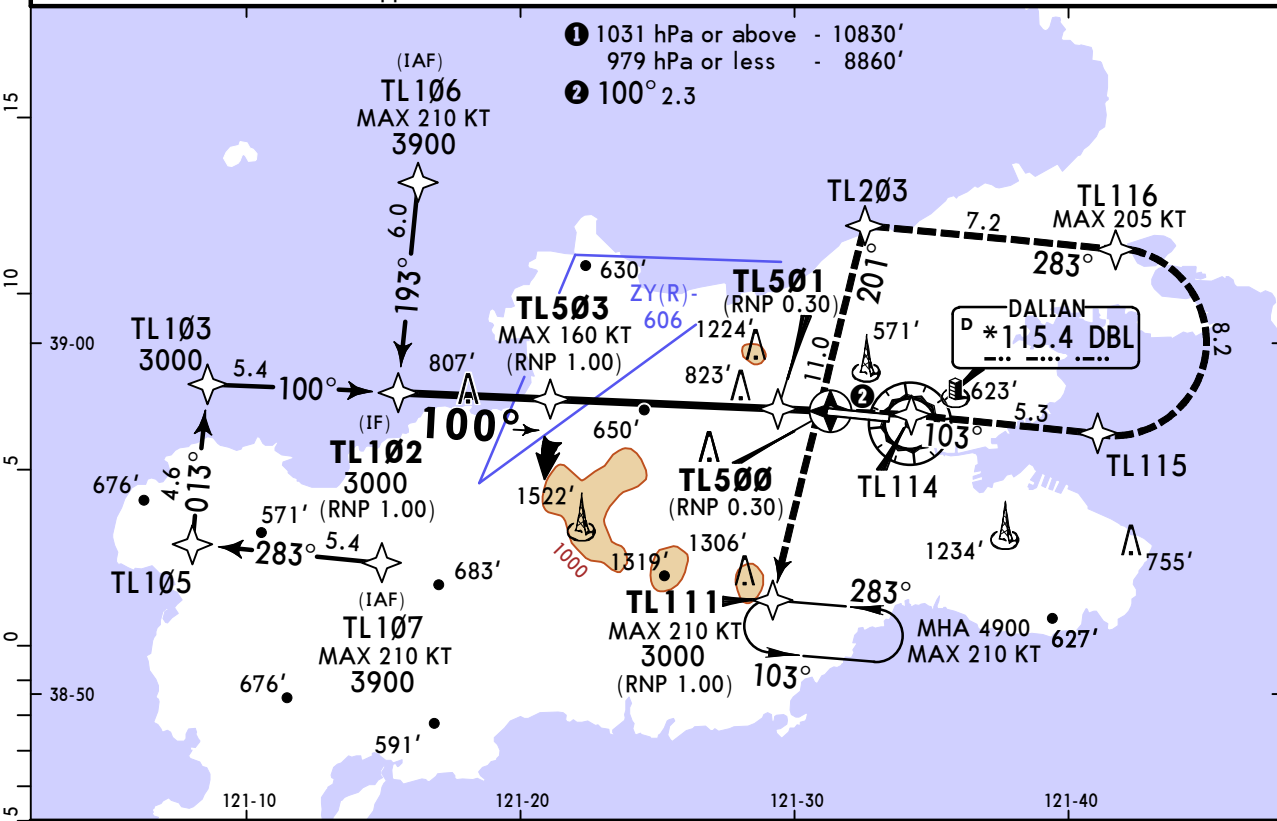 ❶ 1031 hPa or above - 10830′
979 hPa or less - 8860′
❷ 100° 2.3
(IAF)
TL1Ø6
MAX 210 KT
3900
6.0
193°
15
10
5
0
5
39-00
38-50
121-10
121-20
121-30
121-40
TL1Ø3
3000
5.4
100°
807′
100°
(IF)
TL1Ø2
3000
(RNP 1.00)
4.6
013°
676′
571′
5.4
283°
TL1Ø5
(IAF)
TL1Ø7
MAX 210 KT
3900
683′
676′
591′
630′
ZY(R)-
606
TL5Ø3
MAX 160 KT
(RNP 1.00)
TL5Ø1
(RNP 0.30)
1224′
823′
650′
TL5ØØ
(RNP 0.30)
1522′
1000
1319′
1306′
TL111
MAX 210 KT
3000
(RNP 1.00)
283°
103°
MHA 4900
MAX 210 KT
TL2Ø3
201°
11.0
7.2
TL116
MAX 205 KT
283°
8.2
571′
DALIAN
D *115.4 DBL
623′
❷
103°
5.3
TL114
TL115
1234′
755′
627′